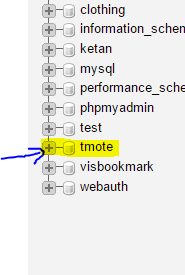 clothing
information_schem
ketan
mysql
performance_sche
phpmyadmin
test
tmote
visbookmark
webauth